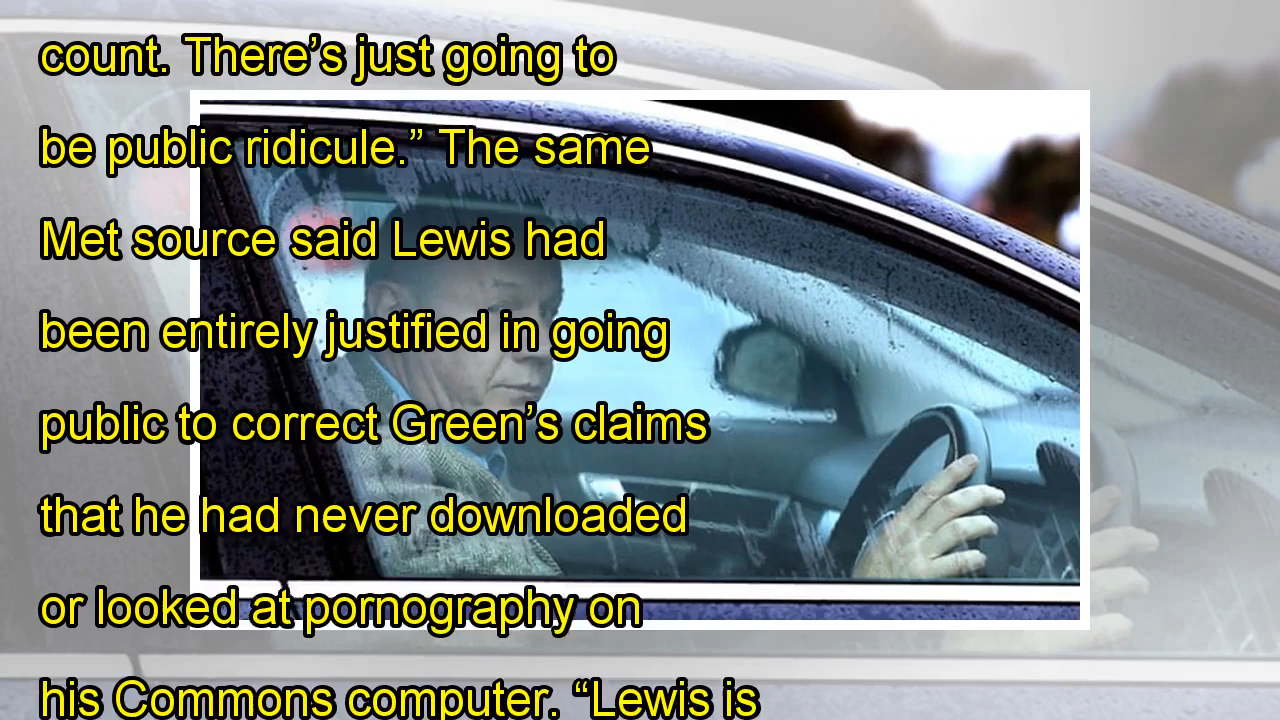 count. There’s just going to
be public ridicule.” The same
Met source said Lewis had
been entirely justified in going
public to correct Green’s claims
that he had never downloaded
or looked at pornography on
his Commons computer. “Lewis is